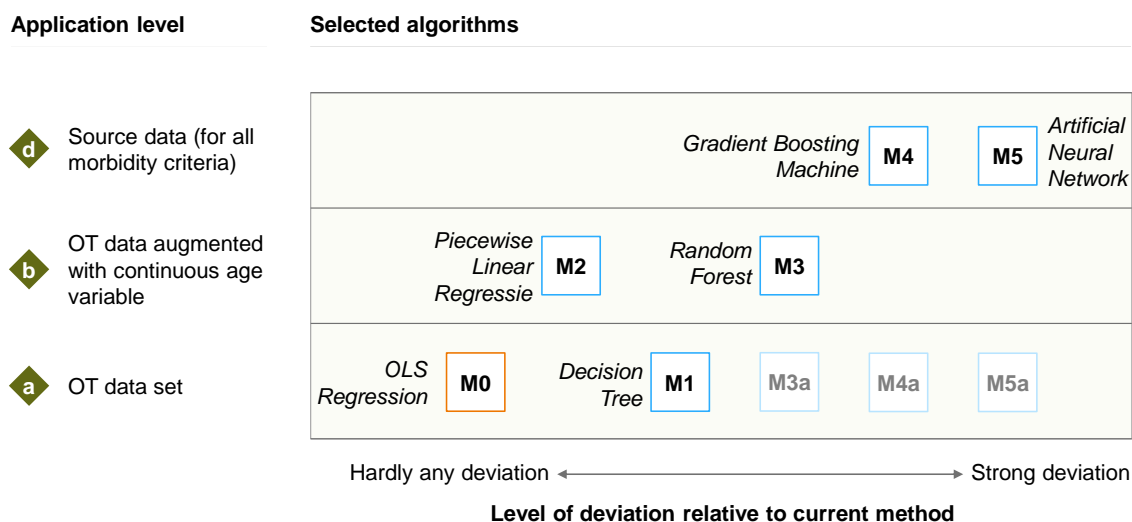 Application level
Selected algorithms
d
Source data (for all
morbidity criteria)
Gradient Boosting
Machine
M4
M5
Artificial
Neural
Network
b
OT data augmented
with continuous age
variable
Piecewise
Linear
Regressie
M2
Random
Forest
M3
a
OT data set
OLS
Regression
M0
Decision
Tree
M1
M3a
M4a
M5a
Hardly any deviation
Strong deviation
Level of deviation relative to current method